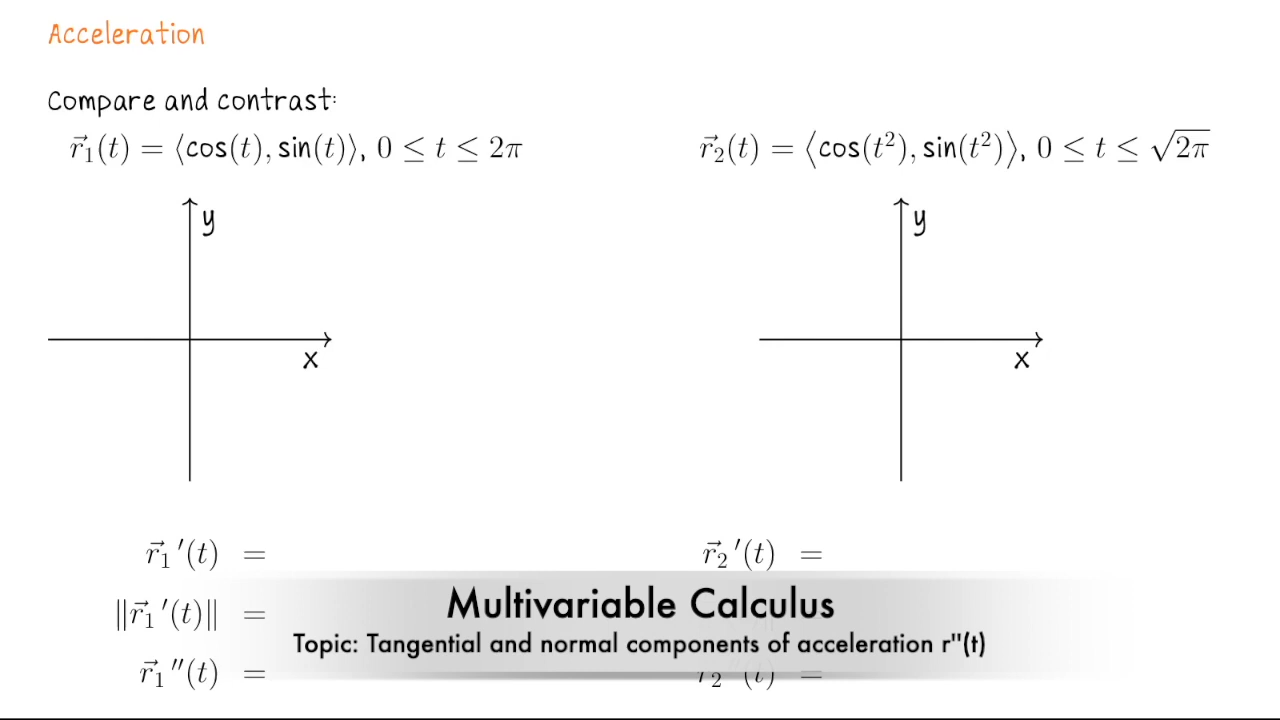 Acceleration
Compare and contrast:
r⃗₁(t) = ⟨cos(t), sin(t)⟩, 0 ≤ t ≤ 2π
r⃗₂(t) = ⟨cos(t²), sin(t²)⟩, 0 ≤ t ≤ √2π
y
y
x
x
r⃗₁′(t) =
r⃗₂′(t) =
‖r⃗₁′(t)‖ =
Multivariable Calculus
Topic: Tangential and normal components of acceleration r"(t)
r⃗₁″(t) =
r⃗₂″(t) =